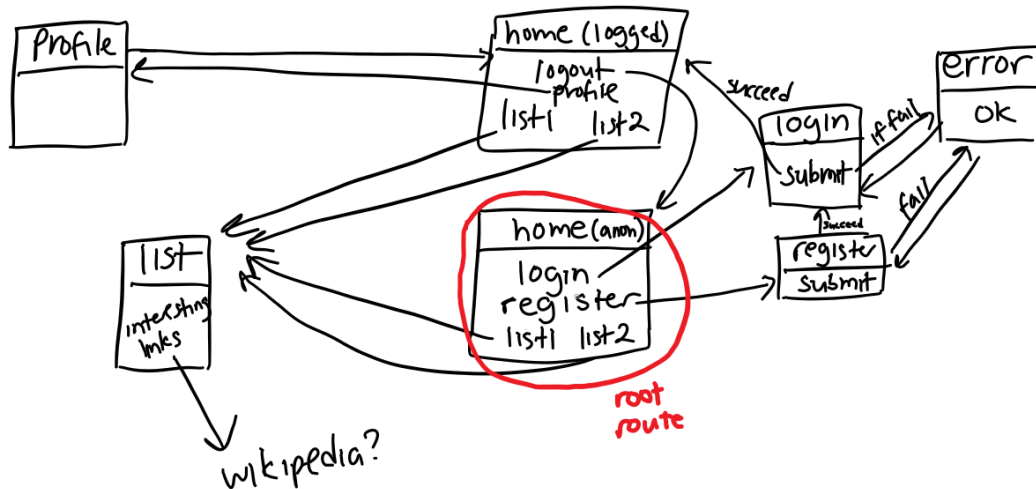 Profile
home (logged)
logout
profile
list1 list2
succeed
login
submit
if fail
error
ok
fail
succeed
register
submit
home (anon)
login
register
list1 list2
root
route
list
interesting
links
wikipedia?